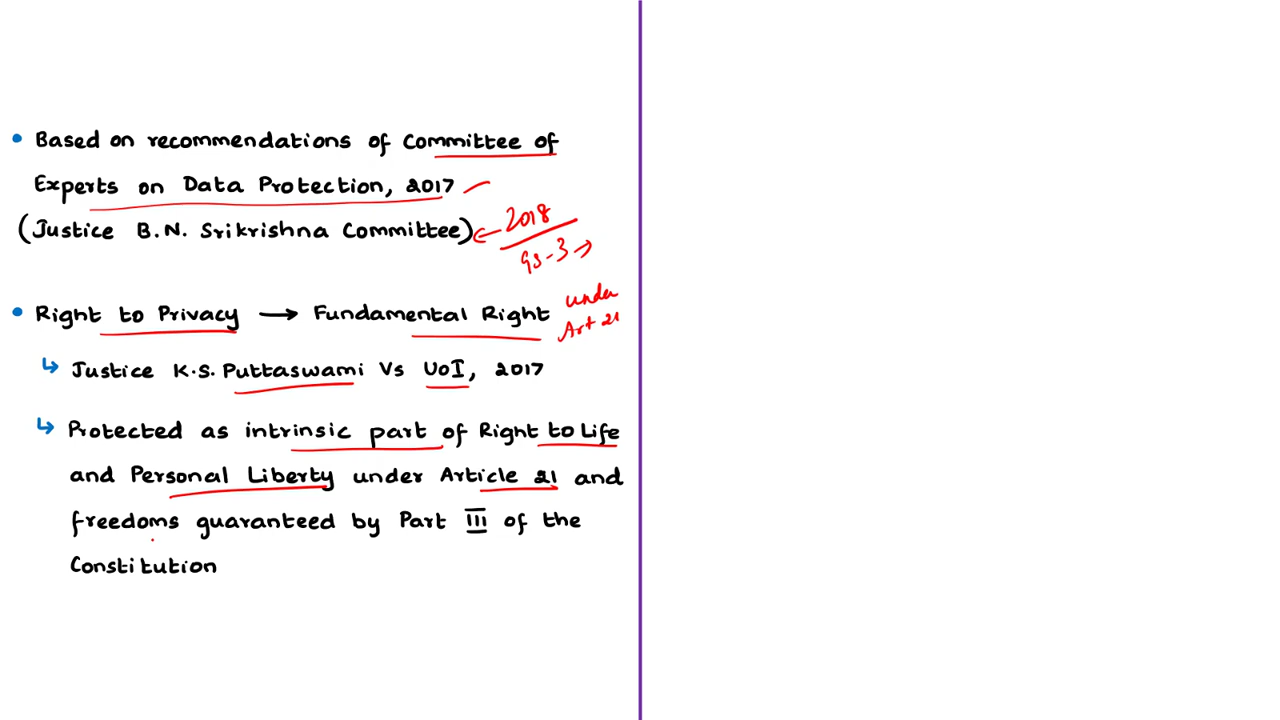 • Based on recommendations of Committee of
Experts on Data Protection, 2017
(Justice B.N. Srikrishna Committee) ← 2018
GS-3 →
• Right to Privacy → Fundamental Right under
Art 21
↳ Justice K.S. Puttaswami Vs UoI, 2017
↳ Protected as intrinsic part of Right to Life
and Personal Liberty under Article 21 and
freedoms guaranteed by Part III of the
Constitution